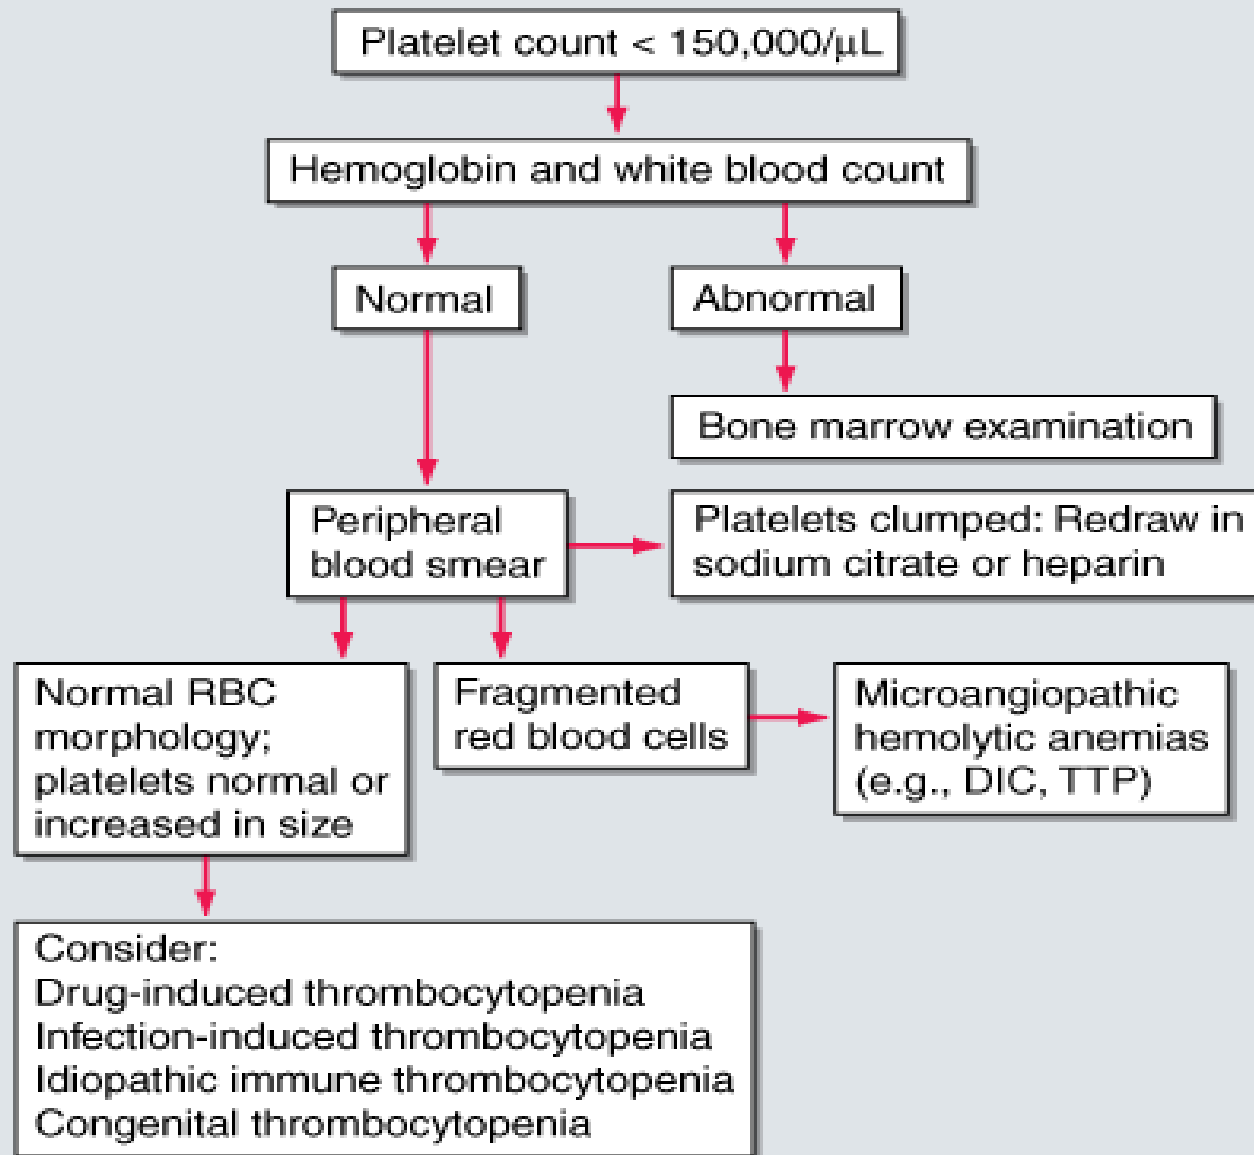 Platelet count < 150,000/μL
Hemoglobin and white blood count
Normal
Abnormal
Bone marrow examination
Peripheral
blood smear
Platelets clumped: Redraw in
sodium citrate or heparin
Normal RBC
morphology;
platelets normal or
increased in size
Fragmented
red blood cells
Microangiopathic
hemolytic anemias
(e.g., DIC, TTP)
Consider:
Drug-induced thrombocytopenia
Infection-induced thrombocytopenia
Idiopathic immune thrombocytopenia
Congenital thrombocytopenia